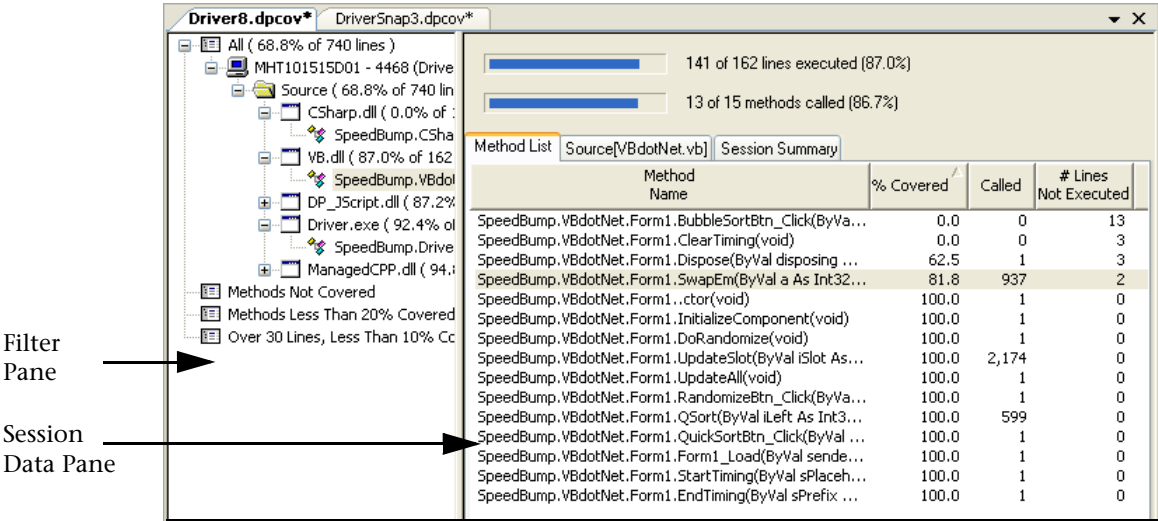 Driver8.dpcov* DriverSnap3.dpcov*
All ( 68.8% of 740 lines )
MHT101515D01 - 4468 (Drive
Source ( 68.8% of 740 lin
CSharp.dll ( 0.0% of
SpeedBump.CSha
VB.dll ( 87.0% of 162
SpeedBump.VBdo
DP_JScript.dll ( 87.2%
Driver.exe ( 92.4% of
SpeedBump.Drive
ManagedCPP.dll ( 94.
Methods Not Covered
Methods Less Than 20% Covered
Over 30 Lines, Less Than 10% Co
Filter
Pane
Session
Data Pane
141 of 162 lines executed (87.0%)
13 of 15 methods called (86.7%)
Method List Source[VBdotNet.vb] Session Summary
Method Name % Covered Called # Lines Not Executed
SpeedBump.VBdotNet.Form1.BubbleSortBtn_Click(ByVa... 0.0 0 13
SpeedBump.VBdotNet.Form1.ClearTiming(void) 0.0 0 3
SpeedBump.VBdotNet.Form1.Dispose(ByVal disposing ... 62.5 1 3
SpeedBump.VBdotNet.Form1.SwapEm(ByVal a As Int32... 81.8 937 2
SpeedBump.VBdotNet.Form1..ctor(void) 100.0 1 0
SpeedBump.VBdotNet.Form1.InitializeComponent(void) 100.0 1 0
SpeedBump.VBdotNet.Form1.DoRandomize(void) 100.0 1 0
SpeedBump.VBdotNet.Form1.UpdateSlot(ByVal iSlot As... 100.0 2,174 0
SpeedBump.VBdotNet.Form1.UpdateAll(void) 100.0 1 0
SpeedBump.VBdotNet.Form1.RandomizeBtn_Click(ByVa... 100.0 1 0
SpeedBump.VBdotNet.Form1.QSort(ByVal iLeft As Int3... 100.0 599 0
SpeedBump.VBdotNet.Form1.QuickSortBtn_Click(ByVal ... 100.0 1 0
SpeedBump.VBdotNet.Form1.Form1_Load(ByVal sende... 100.0 1 0
SpeedBump.VBdotNet.Form1.StartTiming(ByVal sPlaceh... 100.0 1 0
SpeedBump.VBdotNet.Form1.EndTiming(ByVal sPrefix ... 100.0 1 0